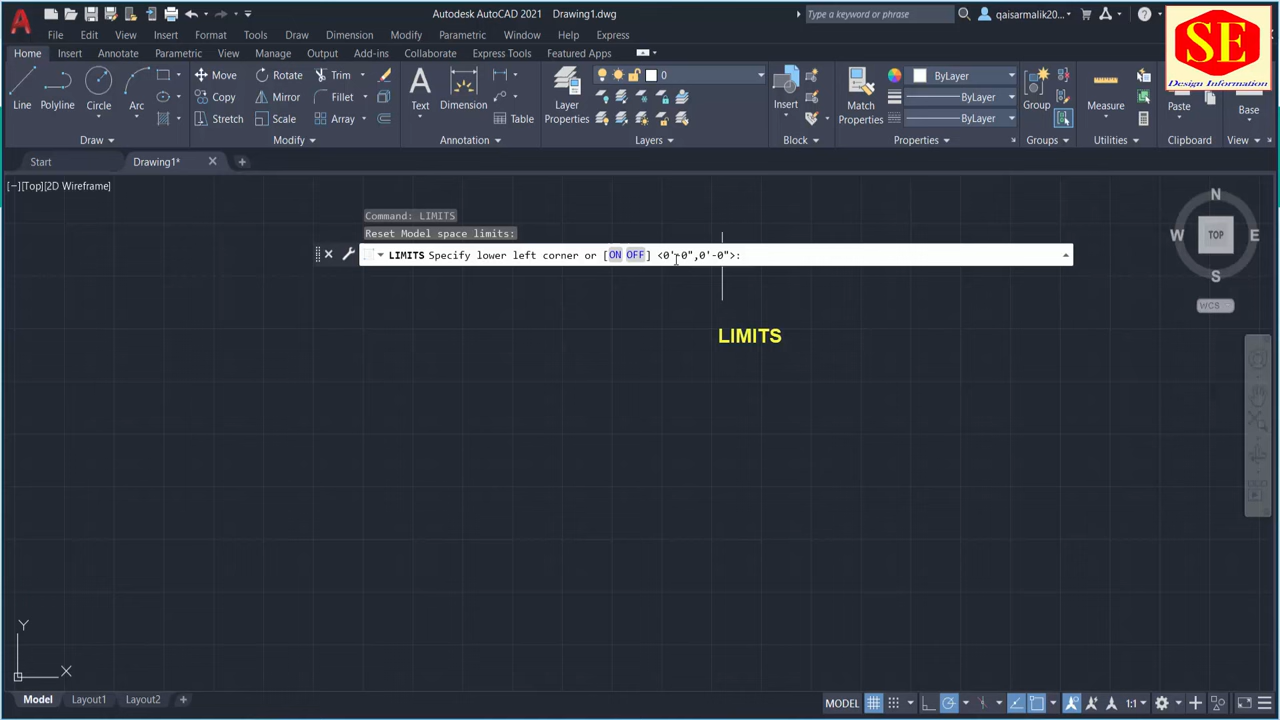 Autodesk AutoCAD 2021 Drawing1.dwg
Type a keyword or phrase
qaisarmalik20...
SE
Design Information
File Edit View Insert Format Tools Draw Dimension Modify Parametric Window Help Express
Home Insert Annotate Parametric View Manage Output Add-ins Collaborate Express Tools Featured Apps
Line Polyline Circle Arc
Move Rotate Trim
Copy Mirror Fillet
Stretch Scale Array
Text Dimension Table
Layer Properties
0
Insert
Match Properties
ByLayer
ByLayer
ByLayer
Group Measure Paste Base
Draw Modify Annotation Layers Block Properties Groups Utilities Clipboard View
Start Drawing1*
[−][Top][2D Wireframe]
Command: LIMITS
Reset Model space limits:
LIMITS Specify lower left corner or [ON OFF] <0'-0",0'-0">:
LIMITS
N
W TOP E
S
WCS
Y
X
Model Layout1 Layout2
MODEL 1:1